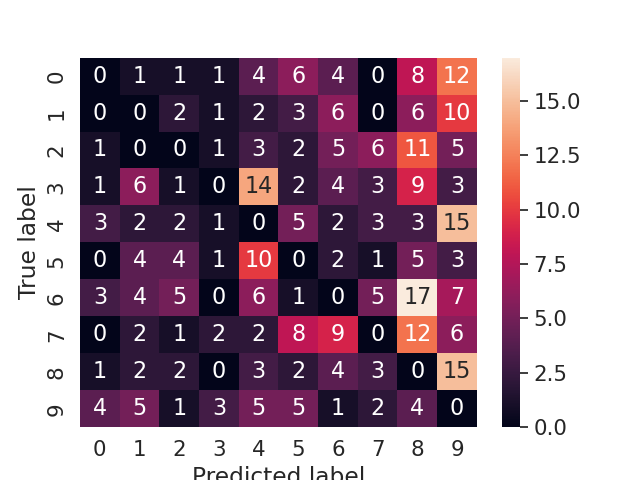 0 0 1 1 1 4 6 4 0 8 12
1 0 0 2 1 2 3 6 0 6 10
2 1 0 0 1 3 2 5 6 11 5
3 1 6 1 0 14 2 4 3 9 3
4 3 2 2 1 0 5 2 3 3 15
5 0 4 4 1 10 0 2 1 5 3
6 3 4 5 0 6 1 0 5 17 7
7 0 2 1 2 2 8 9 0 12 6
8 1 2 2 0 3 2 4 3 0 15
9 4 5 1 3 5 5 1 2 4 0
0 1 2 3 4 5 6 7 8 9
Predicted label
True label
15.0
12.5
10.0
7.5
5.0
2.5
0.0